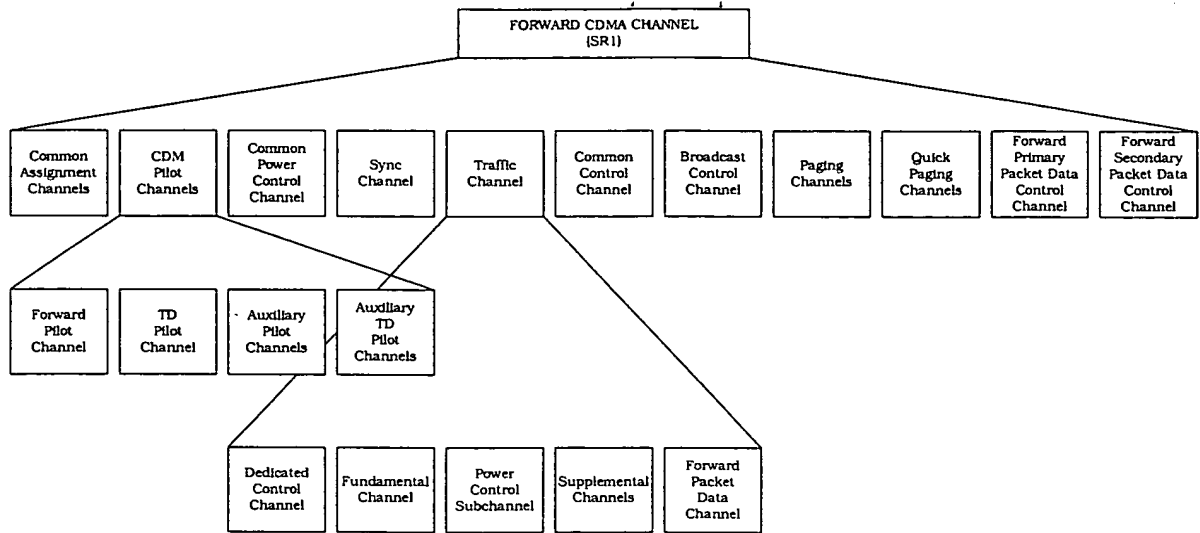 FORWARD CDMA CHANNEL
(SR1)
Common
Assignment
Channels
CDM
Pilot
Channels
Common
Power
Control
Channel
Sync
Channel
Traffic
Channel
Common
Control
Channel
Broadcast
Control
Channel
Paging
Channels
Quick
Paging
Channels
Forward
Primary
Packet Data
Control
Channel
Forward
Secondary
Packet Data
Control
Channel
Forward
Pilot
Channel
TD
Pilot
Channel
Auxiliary
Pilot
Channels
Auxiliary
TD
Pilot
Channels
Dedicated
Control
Channel
Fundamental
Channel
Power
Control
Subchannel
Supplemental
Channels
Forward
Packet
Data
Channel